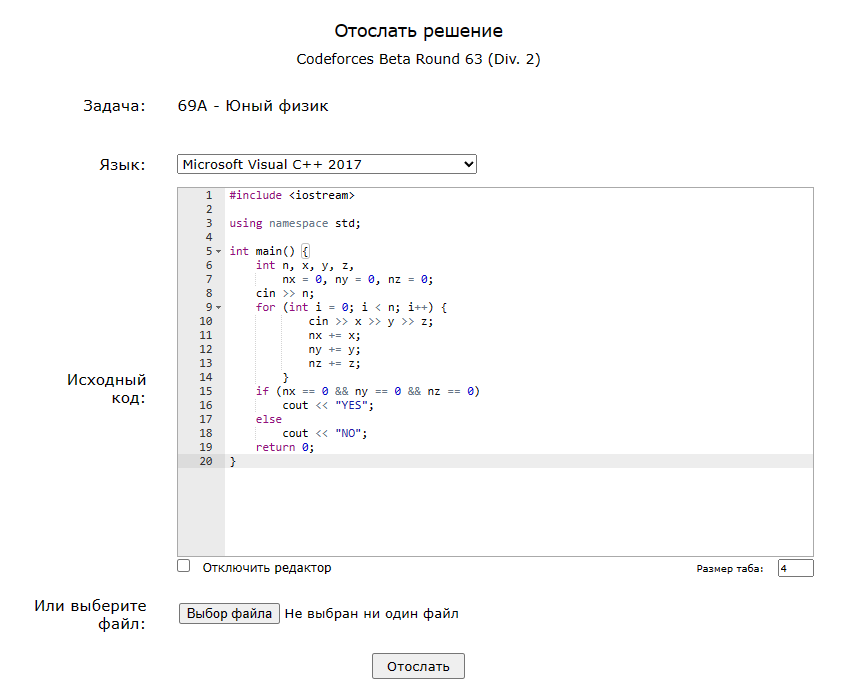 Отослать решение
Codeforces Beta Round 63 (Div. 2)
Задача: 69A - Юный физик
Язык: Microsoft Visual C++ 2017
Исходный код:
1 #include <iostream>
2
3 using namespace std;
4
5 int main() {
6     int n, x, y, z,
7         nx = 0, ny = 0, nz = 0;
8     cin >> n;
9     for (int i = 0; i < n; i++) {
10             cin >> x >> y >> z;
11             nx += x;
12             ny += y;
13             nz += z;
14         }
15     if (nx == 0 && ny == 0 && nz == 0)
16         cout << "YES";
17     else
18         cout << "NO";
19     return 0;
20 }
Отключить редактор Размер таба: 4
Или выберите файл: Выбор файла Не выбран ни один файл
Отослать